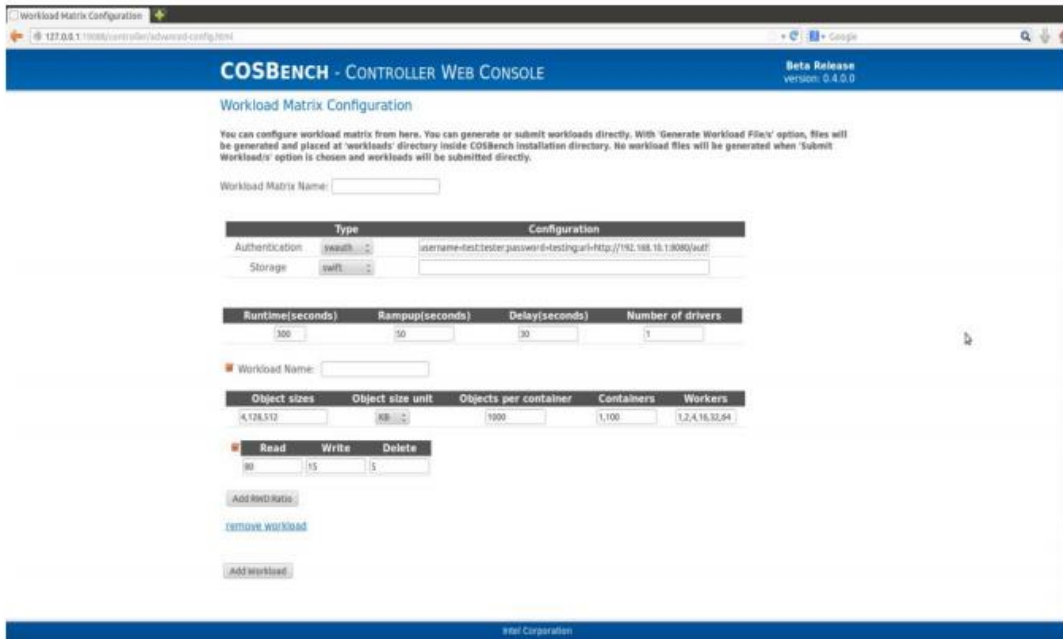 Workload Matrix Configuration
127.0.0.1:19088/controller/advanced-config.html
Google
COSBENCH - CONTROLLER WEB CONSOLE
Beta Release
version: 0.4.0.0
Workload Matrix Configuration
You can configure workload matrix from here. You can generate or submit workloads directly. With 'Generate Workload File/s' option, files will
be generated and placed at 'workloads' directory inside COSBench installation directory. No workload files will be generated when 'Submit
Workload/s' option is chosen and workloads will be submitted directly.
Workload Matrix Name:
Type Configuration
Authentication swauth username=test:tester;password=testing;url=http://192.168.10.1:8080/auth
Storage swift
Runtime(seconds) Rampup(seconds) Delay(seconds) Number of drivers
300 50 30 1
Workload Name:
Object sizes Object size unit Objects per container Containers Workers
4,128,512 KB 1000 1,100 1,2,4,16,32,64
Read Write Delete
80 15 5
Add RWD Ratio
remove workload
Add Workload
Intel Corporation